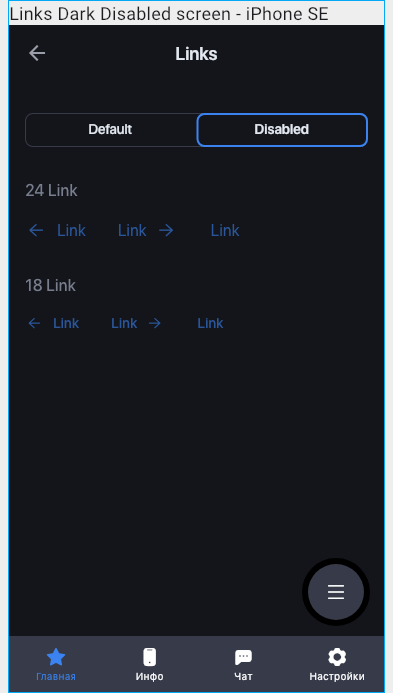 Links Dark Disabled screen - iPhone SE
Links
Default Disabled
24 Link
Link Link Link
18 Link
Link Link Link
Главная Инфо Чат Настройки